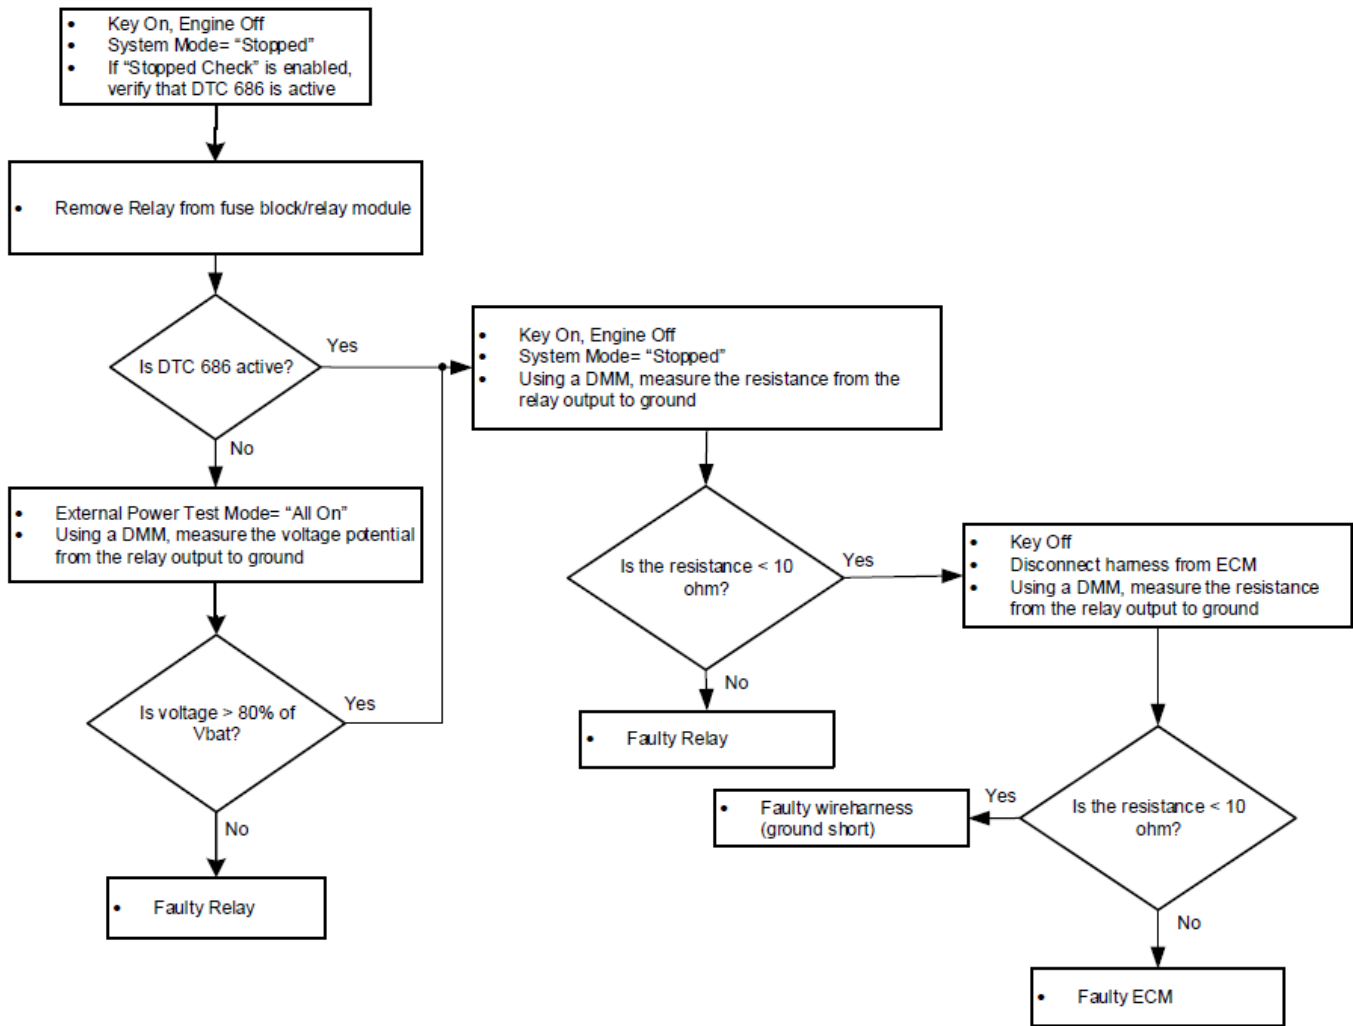 • Key On, Engine Off
• System Mode= “Stopped”
• If “Stopped Check” is enabled,
verify that DTC 686 is active
• Remove Relay from fuse block/relay module
Is DTC 686 active?
Yes
No
• External Power Test Mode= “All On”
• Using a DMM, measure the voltage potential
from the relay output to ground
Is voltage > 80% of
Vbat?
Yes
No
• Faulty Relay
• Key On, Engine Off
• System Mode= “Stopped”
• Using a DMM, measure the resistance from the
relay output to ground
Is the resistance < 10
ohm?
Yes
No
• Faulty Relay
• Key Off
• Disconnect harness from ECM
• Using a DMM, measure the resistance
from the relay output to ground
Is the resistance < 10
ohm?
Yes
• Faulty wireharness
(ground short)
No
• Faulty ECM